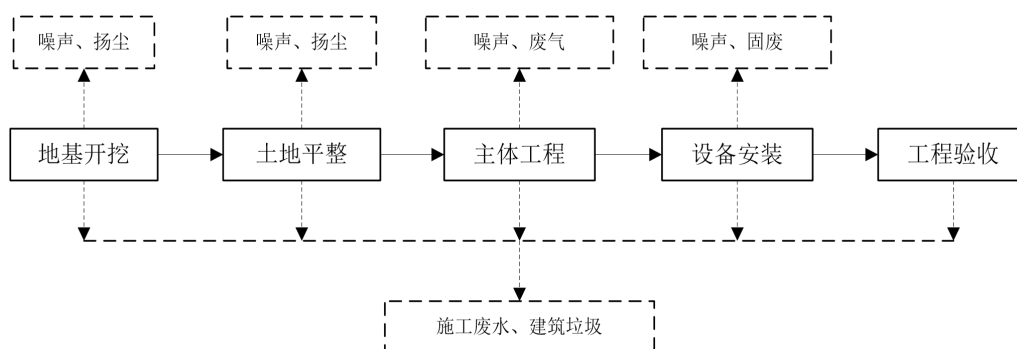 噪声、扬尘
噪声、扬尘
噪声、废气
噪声、固废
地基开挖
土地平整
主体工程
设备安装
工程验收
施工废水、建筑垃圾